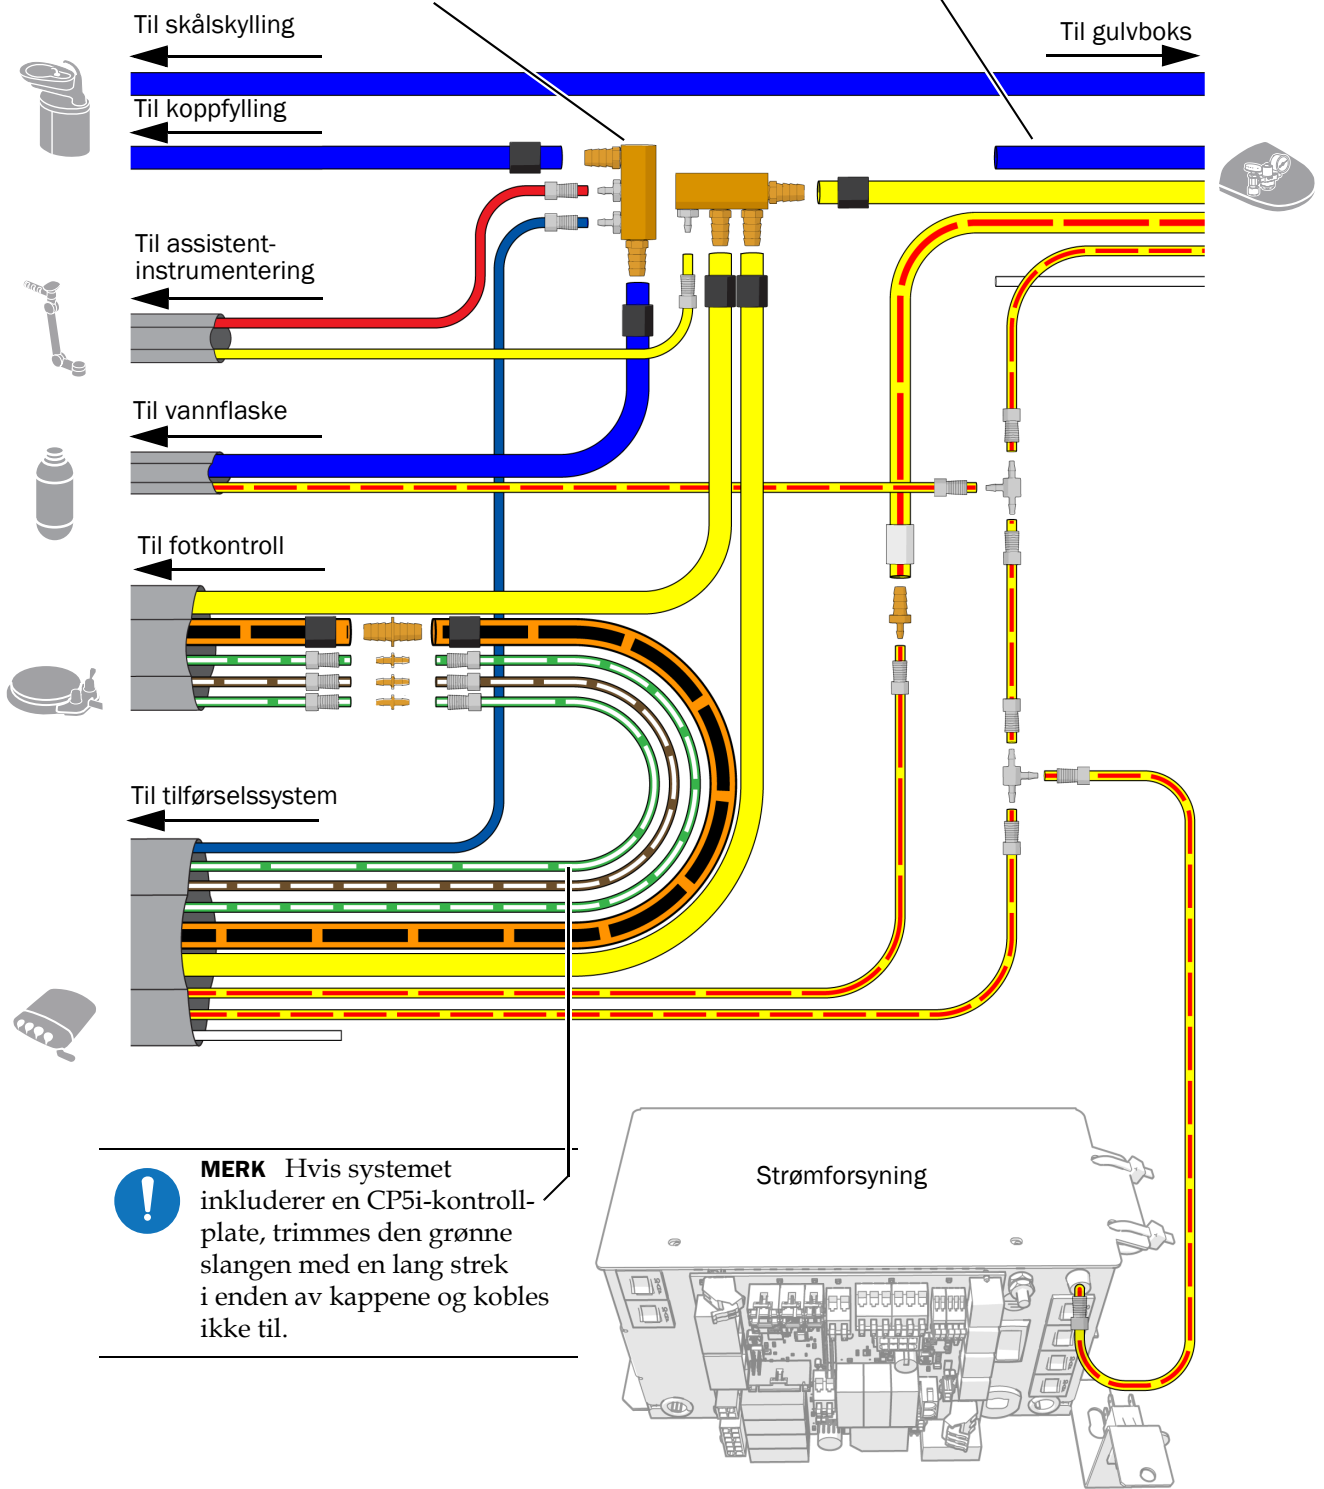 Til skålskylling
Til gulvboks
Til koppfylling
Til assistent-
instrumentering
Til vannflaske
Til fotkontroll
Til tilførselssystem
MERK Hvis systemet
inkluderer en CP5i-kontroll-
plate, trimmes den grønne
slangen med en lang strek
i enden av kappene og kobles
ikke til.
Strømforsyning